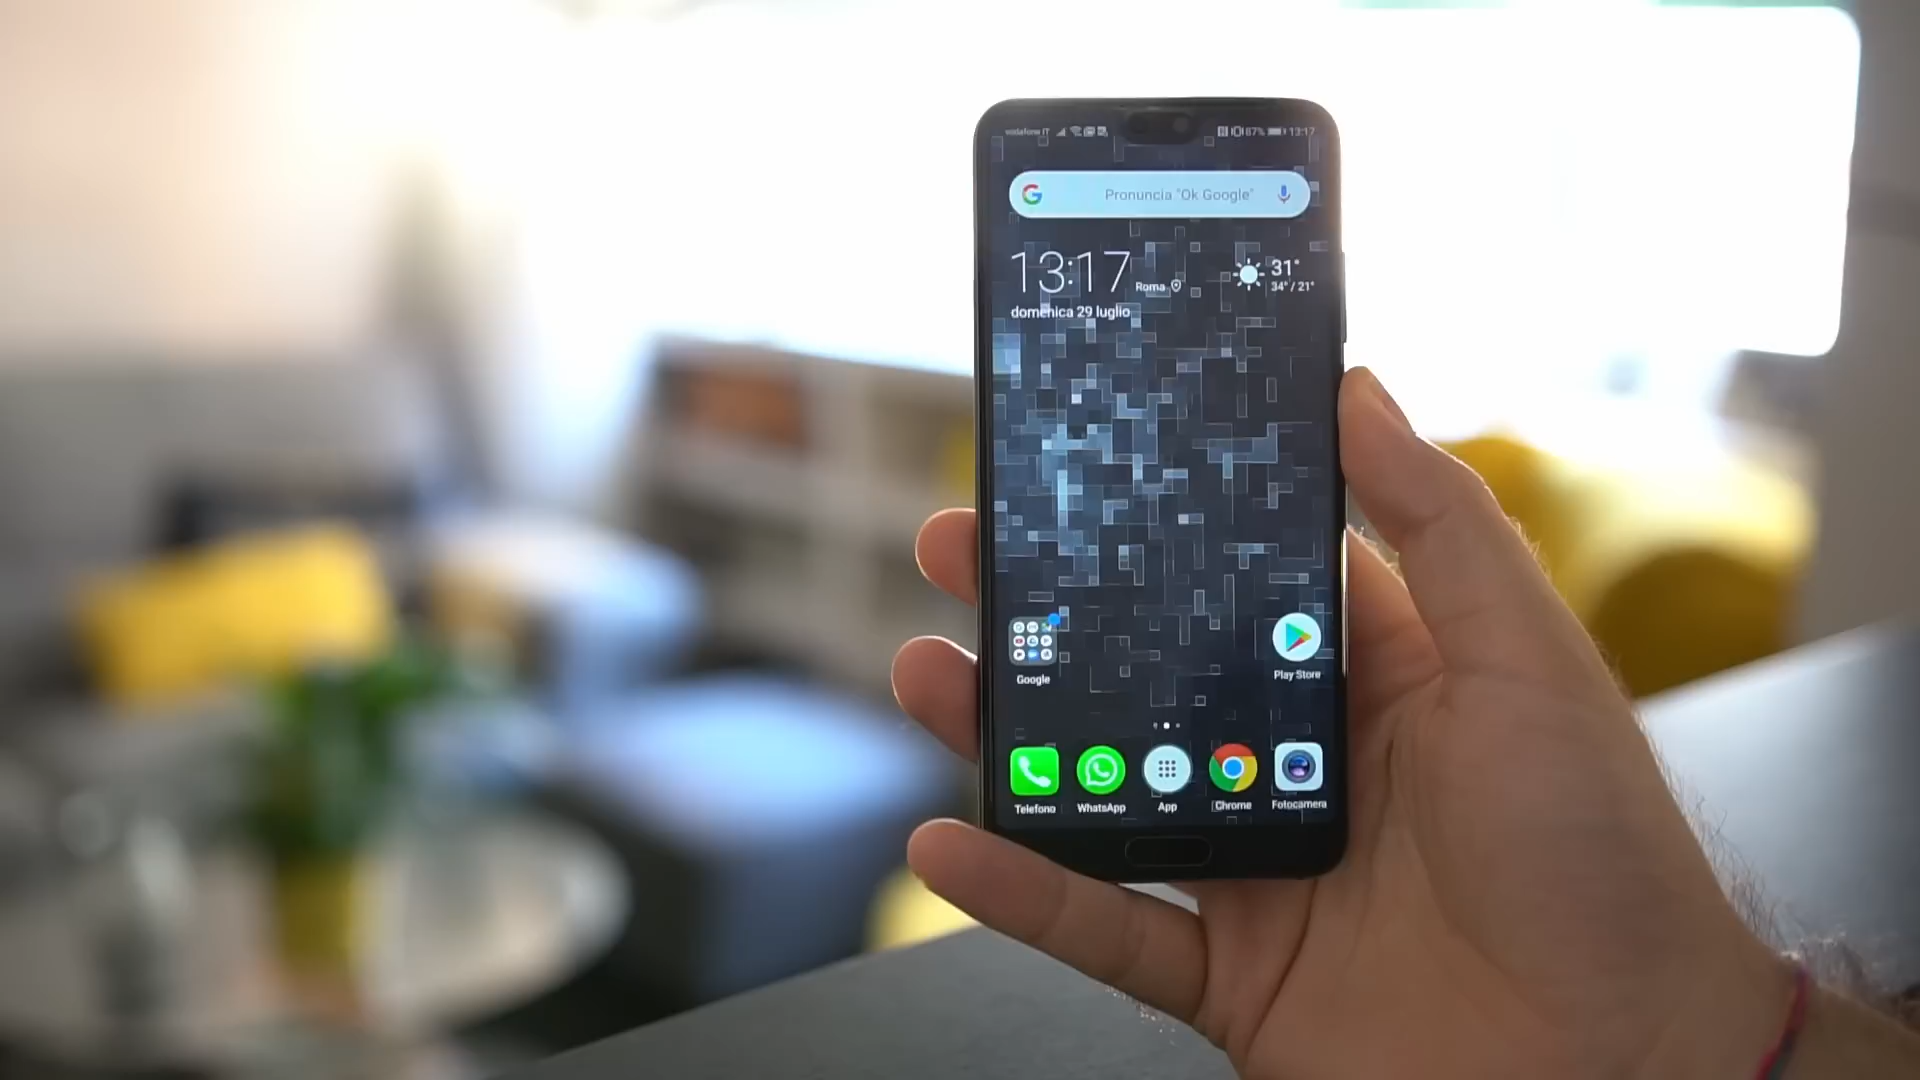 vodafone IT 87% 13:17
Pronuncia "Ok Google"
13:17 Roma 31°
34° / 21°
domenica 29 luglio
Google Play Store
Telefono WhatsApp App Chrome Fotocamera